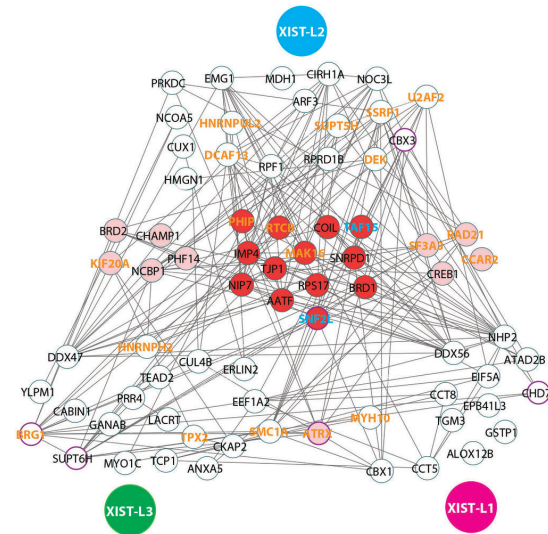 XIST-L2
PRKDC
EMG1
MDH1
CIRH1A
NOC3L
U2AF2
NCOA5
ARF3
SSRP1
HNRNPUL2
SUPT5H
CUX1
CBX3
DCAF13
RPF1
RPRD1B
DEK
HMGN1
BRD2
CHAMP1
PHIP
RTCB
COIL
TAF15
RAD21
SF3A3
KIF20A
NCBP1
PHF14
IMP4
MAK16
SNRPD1
CCAR2
TJP1
CREB1
NIP7
RPS17
BRD1
AATF
SNF2L
NHP2
DDX47
HNRNPH2
CUL4B
ERLIN2
DDX56
ATAD2B
YLPM1
TEAD2
EIF5A
CHD7
CABIN1
PRR4
EEF1A2
CCT8
EPB41L3
LACRT
MYH10
TGM3
BRG1
GANAB
TPX2
SMC1A
ATRX
GSTP1
SUPT6H
CKAP2
MYO1C
TCP1
ANXA5
CBX1
CCT5
ALOX12B
XIST-L3
XIST-L1